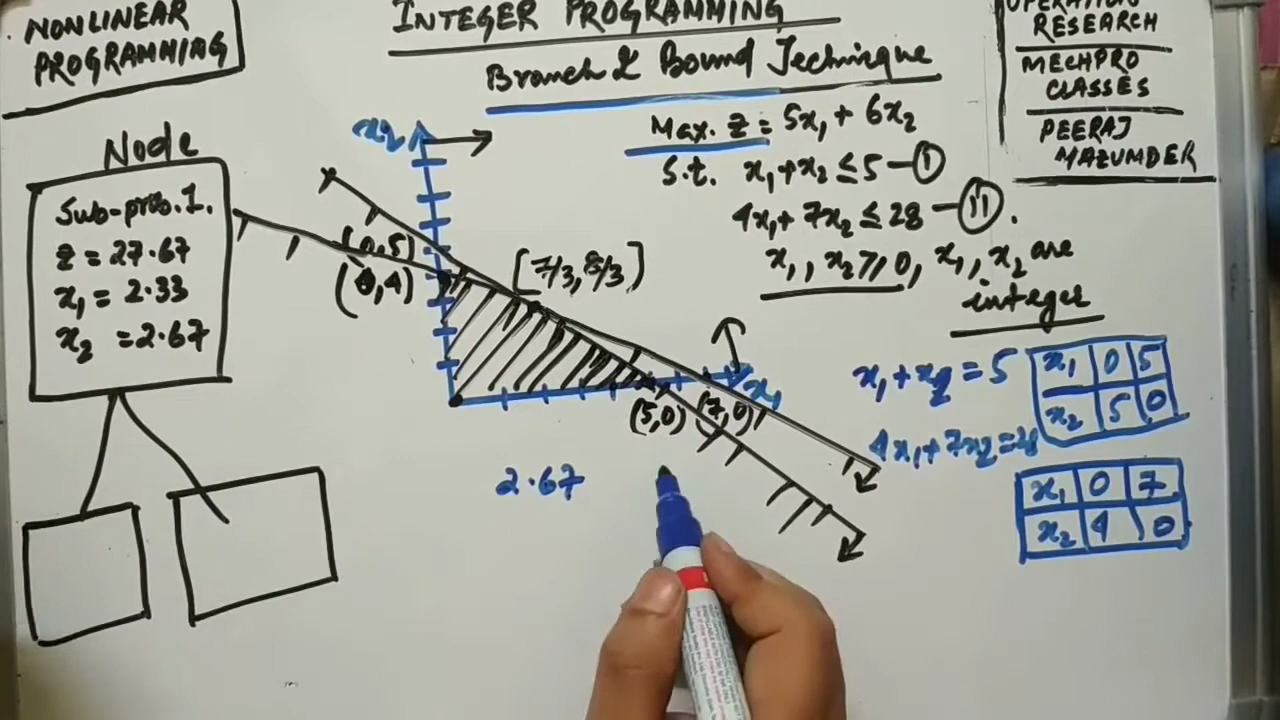 NONLINEAR
PROGRAMMING
INTEGER PROGRAMMING
Branch & Bound Technique
OPERATION
RESEARCH
MECHPRO
CLASSES
PEERAJ
MAZUMDER
Node
Sub-prob.1.
Z = 27.67
x₁ = 2.33
x₂ = 2.67
x₂
(0,5)
(0,4)
[7/3, 8/3]
(5,0)
(7,0)
x₁
2.67
Max. Z = 5x₁ + 6x₂
S.t. x₁+x₂ ≤ 5 - (I)
4x₁+ 7x₂ ≤ 28 - (II).
x₁, x₂ ≥ 0, x₁, x₂ are
integer
x₁ + x₂ = 5
x₁ 0 5
x₂ 5 0
4x₁+7x₂=28
x₁ 0 7
x₂ 4 0